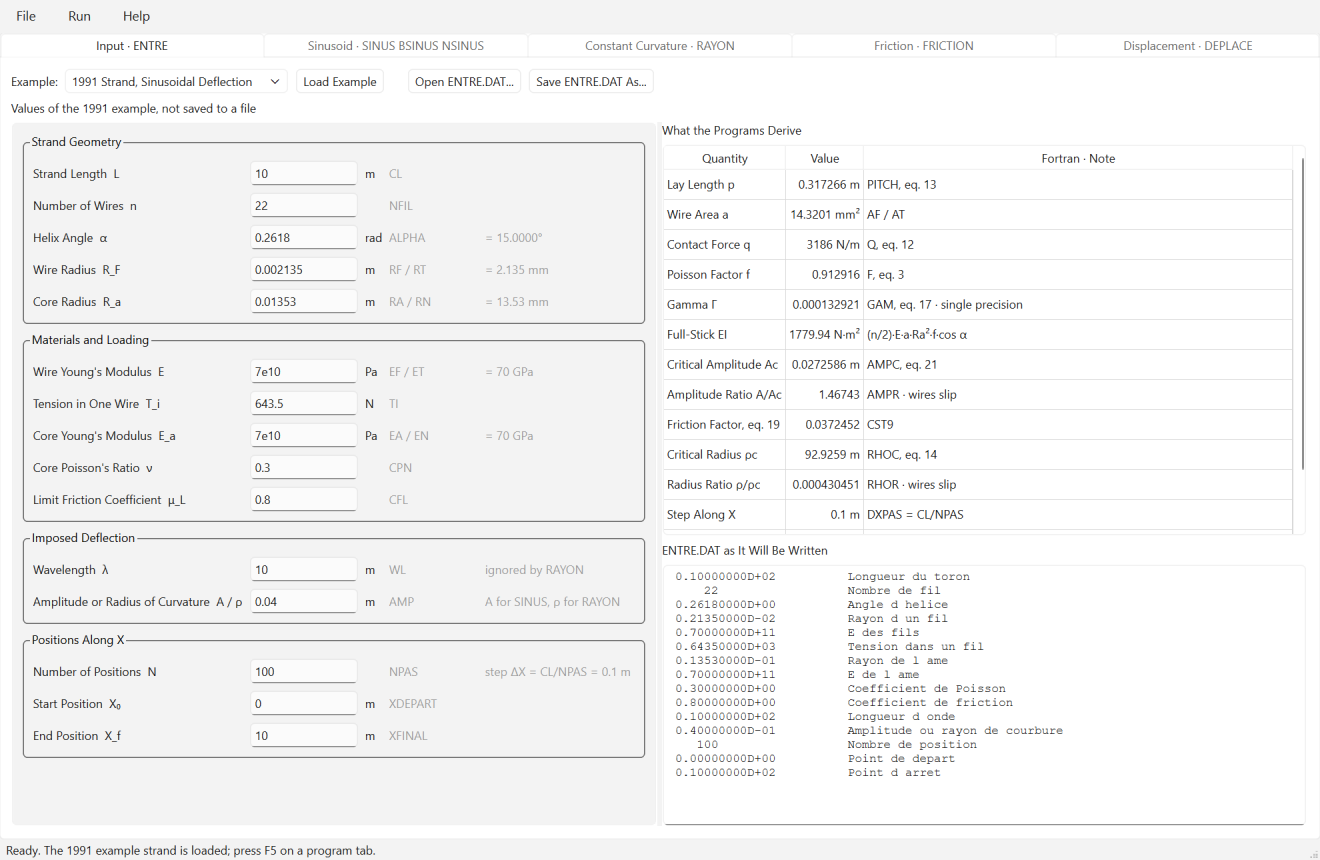 File Run Help
Input · ENTRE Sinusoid · SINUS BSINUS NSINUS Constant Curvature · RAYON Friction · FRICTION Displacement · DEPLACE
Example: 1991 Strand, Sinusoidal Deflection Load Example Open ENTRE.DAT... Save ENTRE.DAT As...
Values of the 1991 example, not saved to a file
Strand Geometry
Strand Length L 10 m CL
Number of Wires n 22 NFIL
Helix Angle α 0.2618 rad ALPHA = 15.0000°
Wire Radius R_F 0.002135 m RF / RT = 2.135 mm
Core Radius R_a 0.01353 m RA / RN = 13.53 mm
Materials and Loading
Wire Young's Modulus E 7e10 Pa EF / ET = 70 GPa
Tension in One Wire T_i 643.5 N TI
Core Young's Modulus E_a 7e10 Pa EA / EN = 70 GPa
Core Poisson's Ratio ν 0.3 CPN
Limit Friction Coefficient μ_L 0.8 CFL
Imposed Deflection
Wavelength λ 10 m WL ignored by RAYON
Amplitude or Radius of Curvature A / ρ 0.04 m AMP A for SINUS, ρ for RAYON
Positions Along X
Number of Positions N 100 NPAS step ΔX = CL/NPAS = 0.1 m
Start Position X₀ 0 m XDEPART
End Position X_f 10 m XFINAL
What the Programs Derive
Quantity Value Fortran · Note
Lay Length p 0.317266 m PITCH, eq. 13
Wire Area a 14.3201 mm² AF / AT
Contact Force q 3186 N/m Q, eq. 12
Poisson Factor f 0.912916 F, eq. 3
Gamma Γ 0.000132921 GAM, eq. 17 · single precision
Full-Stick EI 1779.94 N·m² (n/2)·E·a·Ra²·f·cos α
Critical Amplitude Ac 0.0272586 m AMPC, eq. 21
Amplitude Ratio A/Ac 1.46743 AMPR · wires slip
Friction Factor, eq. 19 0.0372452 CST9
Critical Radius ρc 92.9259 m RHOC, eq. 14
Radius Ratio ρ/ρc 0.000430451 RHOR · wires slip
Step Along X 0.1 m DXPAS = CL/NPAS
ENTRE.DAT as It Will Be Written
0.10000000D+02 Longueur du toron
22 Nombre de fil
0.26180000D+00 Angle d helice
0.21350000D-02 Rayon d un fil
0.70000000D+11 E des fils
0.64350000D+03 Tension dans un fil
0.13530000D-01 Rayon de l ame
0.70000000D+11 E de l ame
0.30000000D+00 Coefficient de Poisson
0.80000000D+00 Coefficient de friction
0.10000000D+02 Longueur d onde
0.40000000D-01 Amplitude ou rayon de courbure
100 Nombre de position
0.00000000D+00 Point de depart
0.10000000D+02 Point d arret
Ready. The 1991 example strand is loaded; press F5 on a program tab.